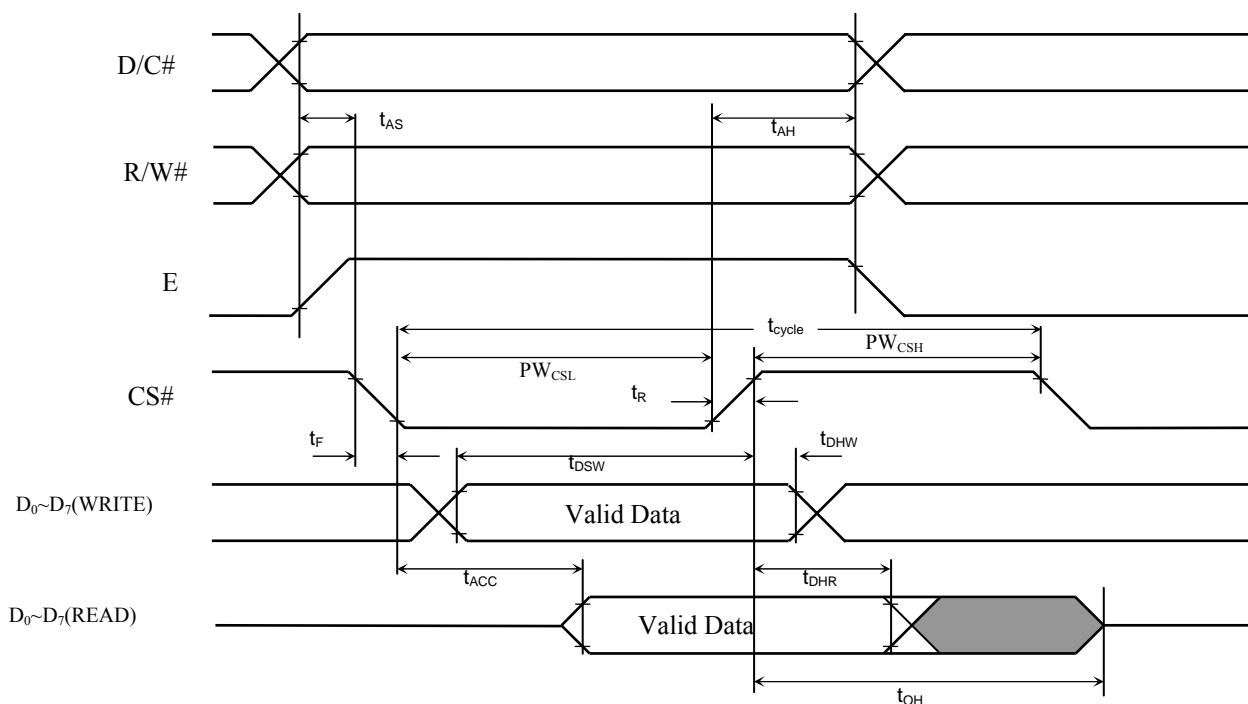 D/C#
tAS
tAH
R/W#
E
tcycle
PWCSL
PWCSH
CS#
tR
tF
tDSW
tDHW
D0~D7(WRITE)
Valid Data
tACC
tDHR
D0~D7(READ)
Valid Data
tOH